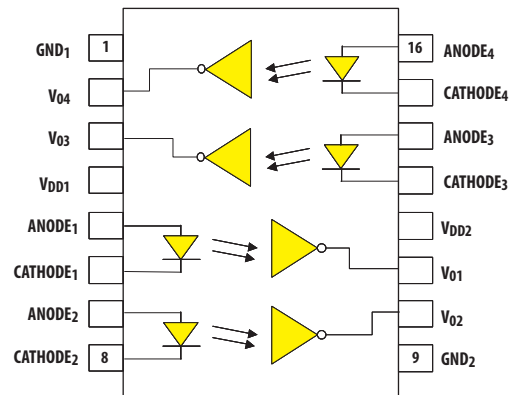 GND1 1
V04
V03
VDD1
ANODE1
CATHODE1
ANODE2
CATHODE2 8
16 ANODE4
CATHODE4
ANODE3
CATHODE3
VDD2
V01
V02
9 GND2